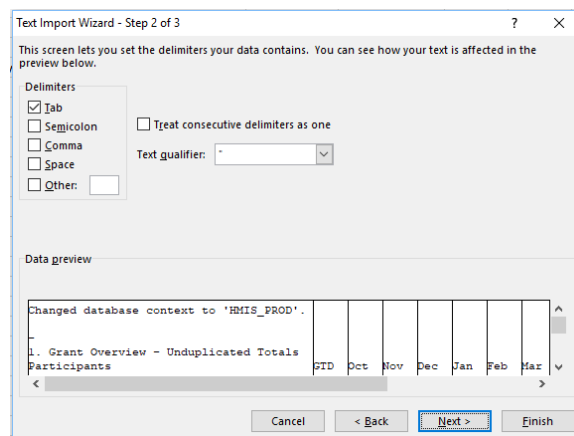 Text Import Wizard - Step 2 of 3 ?
This screen lets you set the delimiters your data contains. You can see how your text is affected in the
preview below.
Delimiters
Tab
Semicolon
Comma
Space
Other:
Treat consecutive delimiters as one
Text qualifier: "
Data preview
Changed database context to 'HMIS_PROD'.
-
1. Grant Overview - Unduplicated Totals
Participants GTD Oct Nov Dec Jan Feb Mar
Cancel < Back Next > Finish